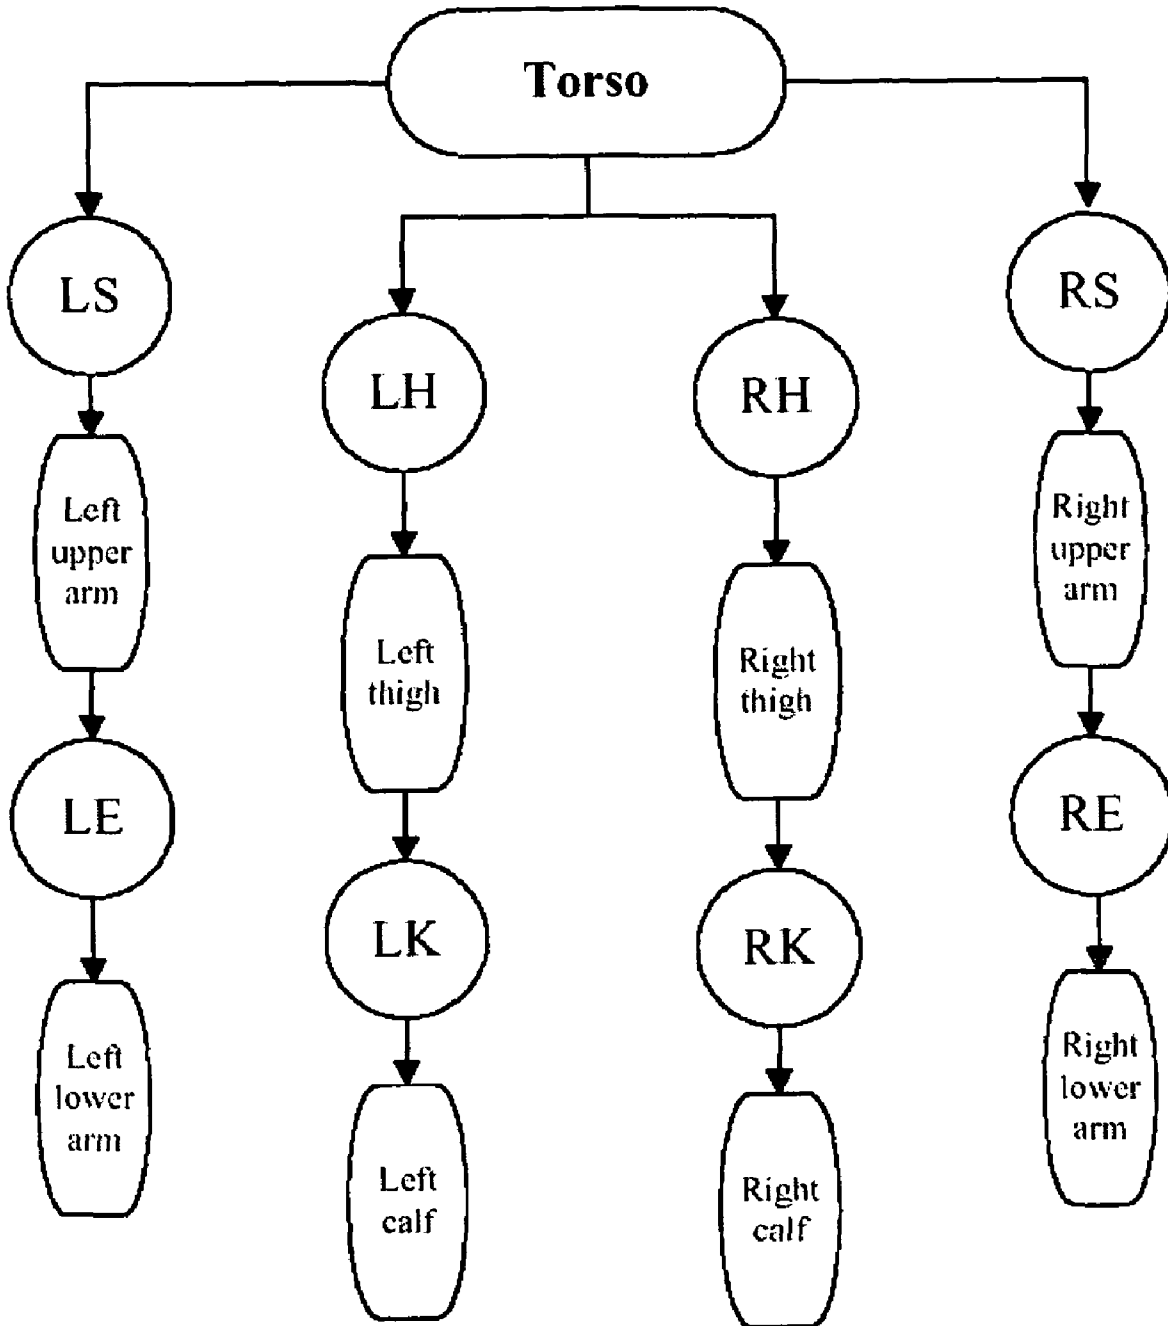 Torso
LS
LH
RH
RS
Left
upper
arm
Left
thigh
Right
thigh
Right
upper
arm
LE
LK
RK
RE
Left
lower
arm
Left
calf
Right
calf
Right
lower
arm